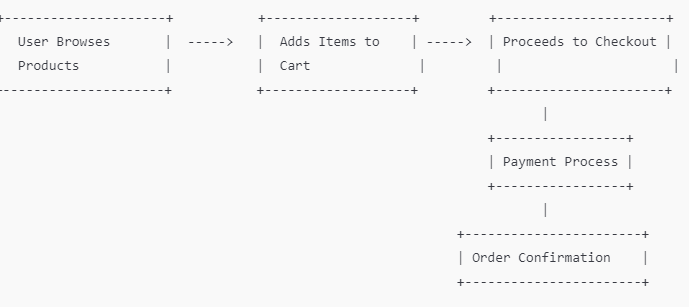 User Browses
Products
Adds Items to
Cart
Proceeds to Checkout
Payment Process
Order Confirmation